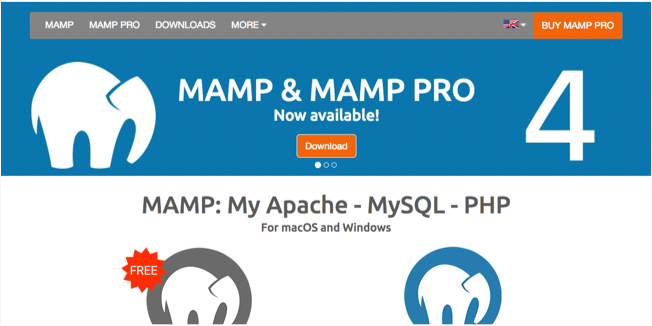 MAMP MAMP PRO DOWNLOADS MORE BUY MAMP PRO
MAMP & MAMP PRO
Now available!
4
Download
MAMP: My Apache - MySQL - PHP
For macOS and Windows
FREE